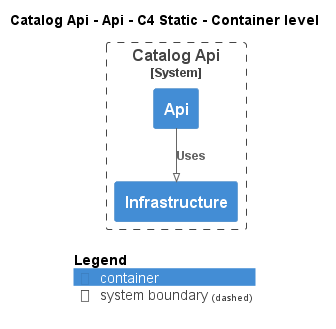 Catalog Api - Api - C4 Static - Container level
Catalog Api
[System]
Api
Uses
Infrastructure
Legend
container
system boundary (dashed)